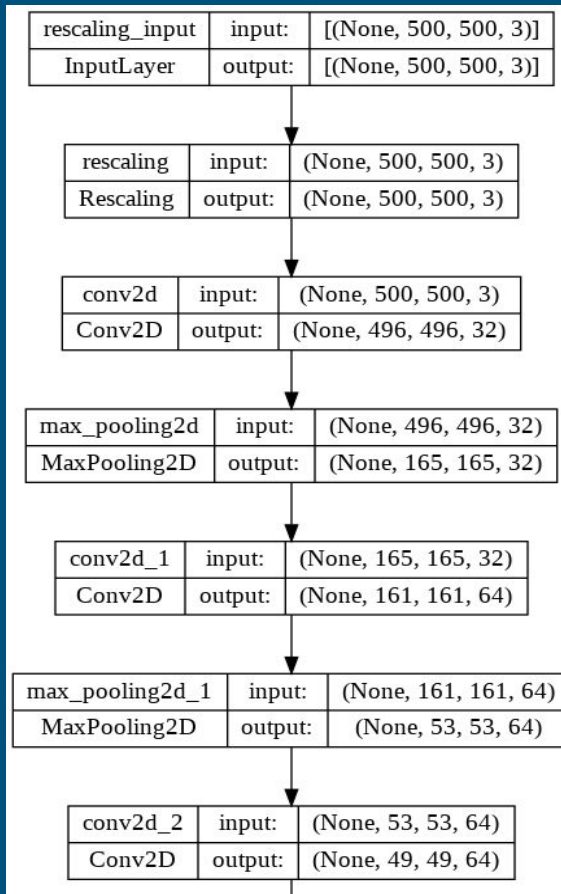 rescaling_input input: [(None, 500, 500, 3)]
InputLayer output: [(None, 500, 500, 3)]
rescaling input: (None, 500, 500, 3)
Rescaling output: (None, 500, 500, 3)
conv2d input: (None, 500, 500, 3)
Conv2D output: (None, 496, 496, 32)
max_pooling2d input: (None, 496, 496, 32)
MaxPooling2D output: (None, 165, 165, 32)
conv2d_1 input: (None, 165, 165, 32)
Conv2D output: (None, 161, 161, 64)
max_pooling2d_1 input: (None, 161, 161, 64)
MaxPooling2D output: (None, 53, 53, 64)
conv2d_2 input: (None, 53, 53, 64)
Conv2D output: (None, 49, 49, 64)